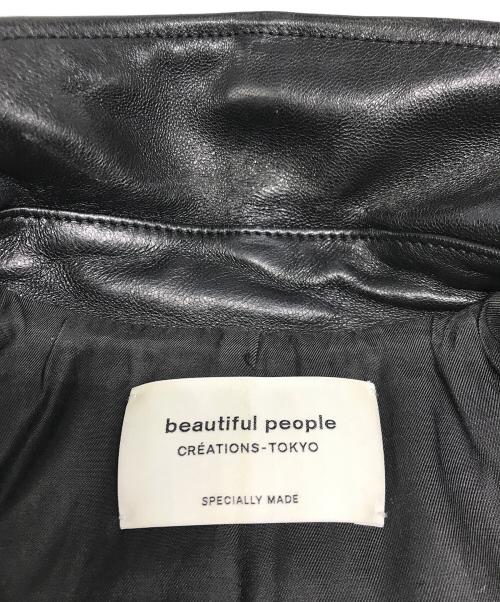 beautiful people
CRÉATIONS-TOKYO
SPECIALLY MADE